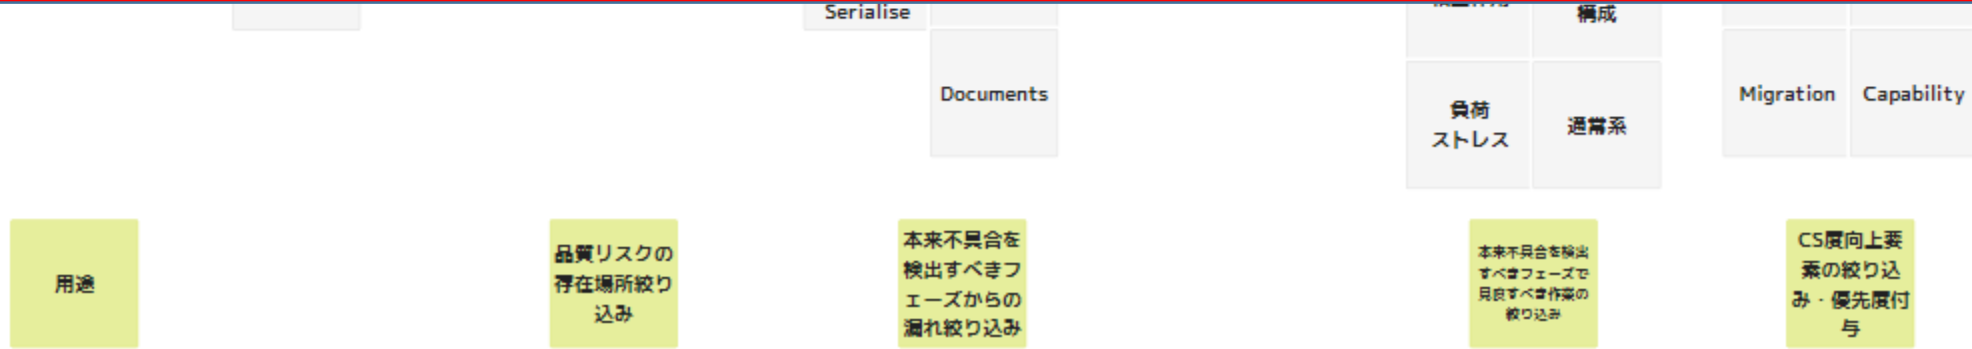 Serialise
構成
Documents
負荷
ストレス
通常系
Migration
Capability
用途
品質リスクの
存在場所絞り
込み
本来不具合を
検出すべきフ
ェーズからの
漏れ絞り込み
本来不具合を検出
すべきフェーズで
見直すべき作業の
絞り込み
CS度向上要
素の絞り込
み・優先度付
与